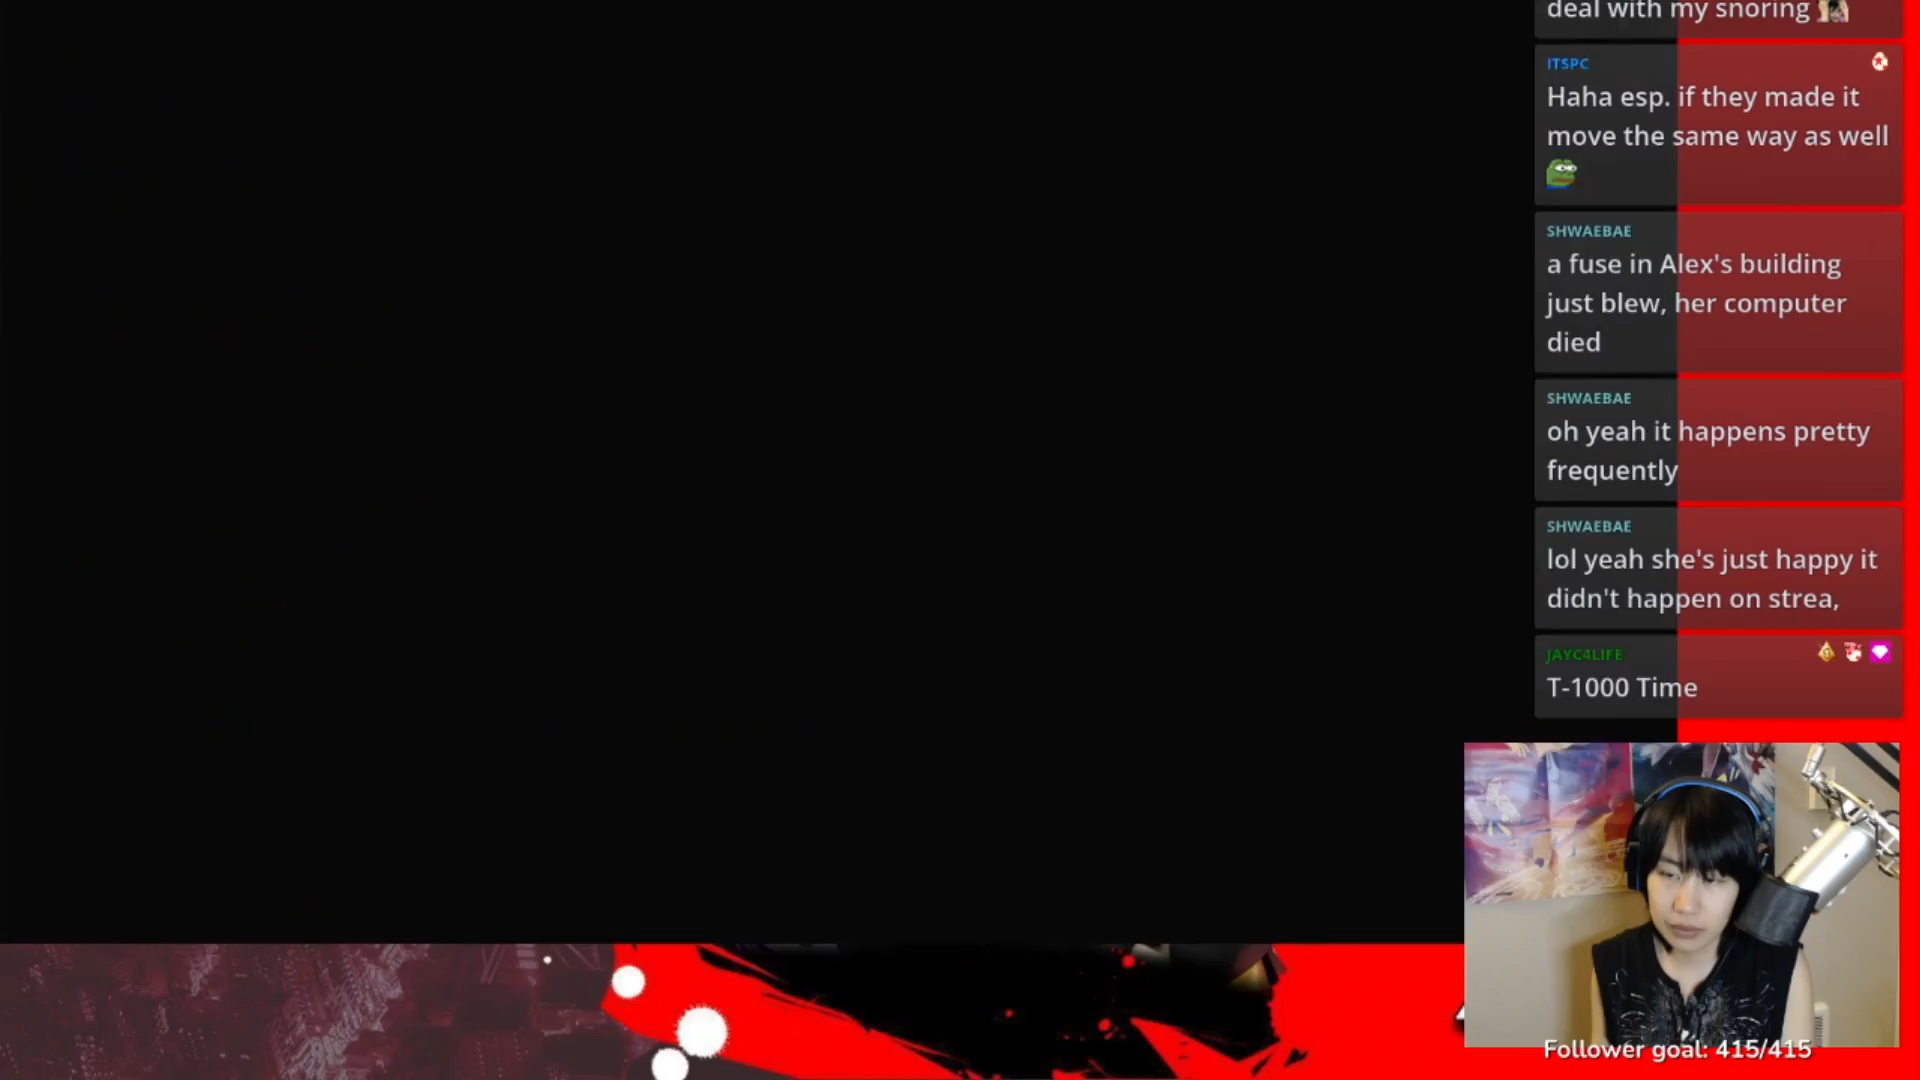 deal with my snoring
ITSPC
Haha esp. if they made it
move the same way as well
SHWAEBAE
a fuse in Alex's building
just blew, her computer
died
SHWAEBAE
oh yeah it happens pretty
frequently
SHWAEBAE
lol yeah she's just happy it
didn't happen on strea,
JAYC4LIFE
T-1000 Time
Follower goal: 415/415